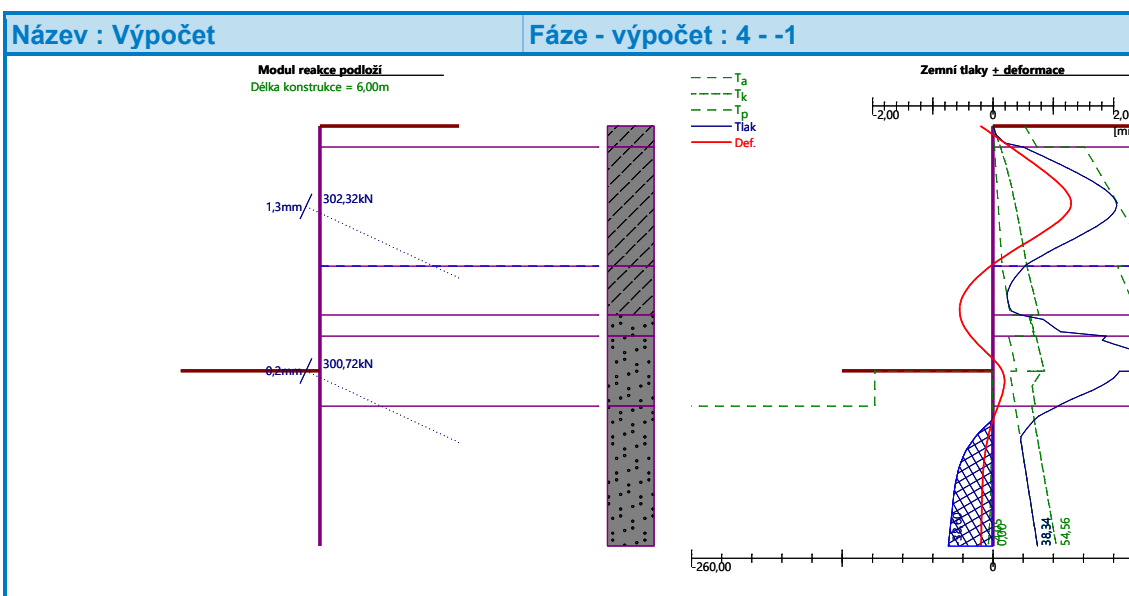 Název : Výpočet
Fáze - výpočet : 4 - -1
Modul reakce podloží
Délka konstrukce = 6,00m
Ta
Tk
Tp
Tlak
Def.
Zemní tlaky + deformace
-2,00
0
1,3mm
302,32kN
0,2mm
300,72kN
0,00
38,34
54,56
-260,00
0